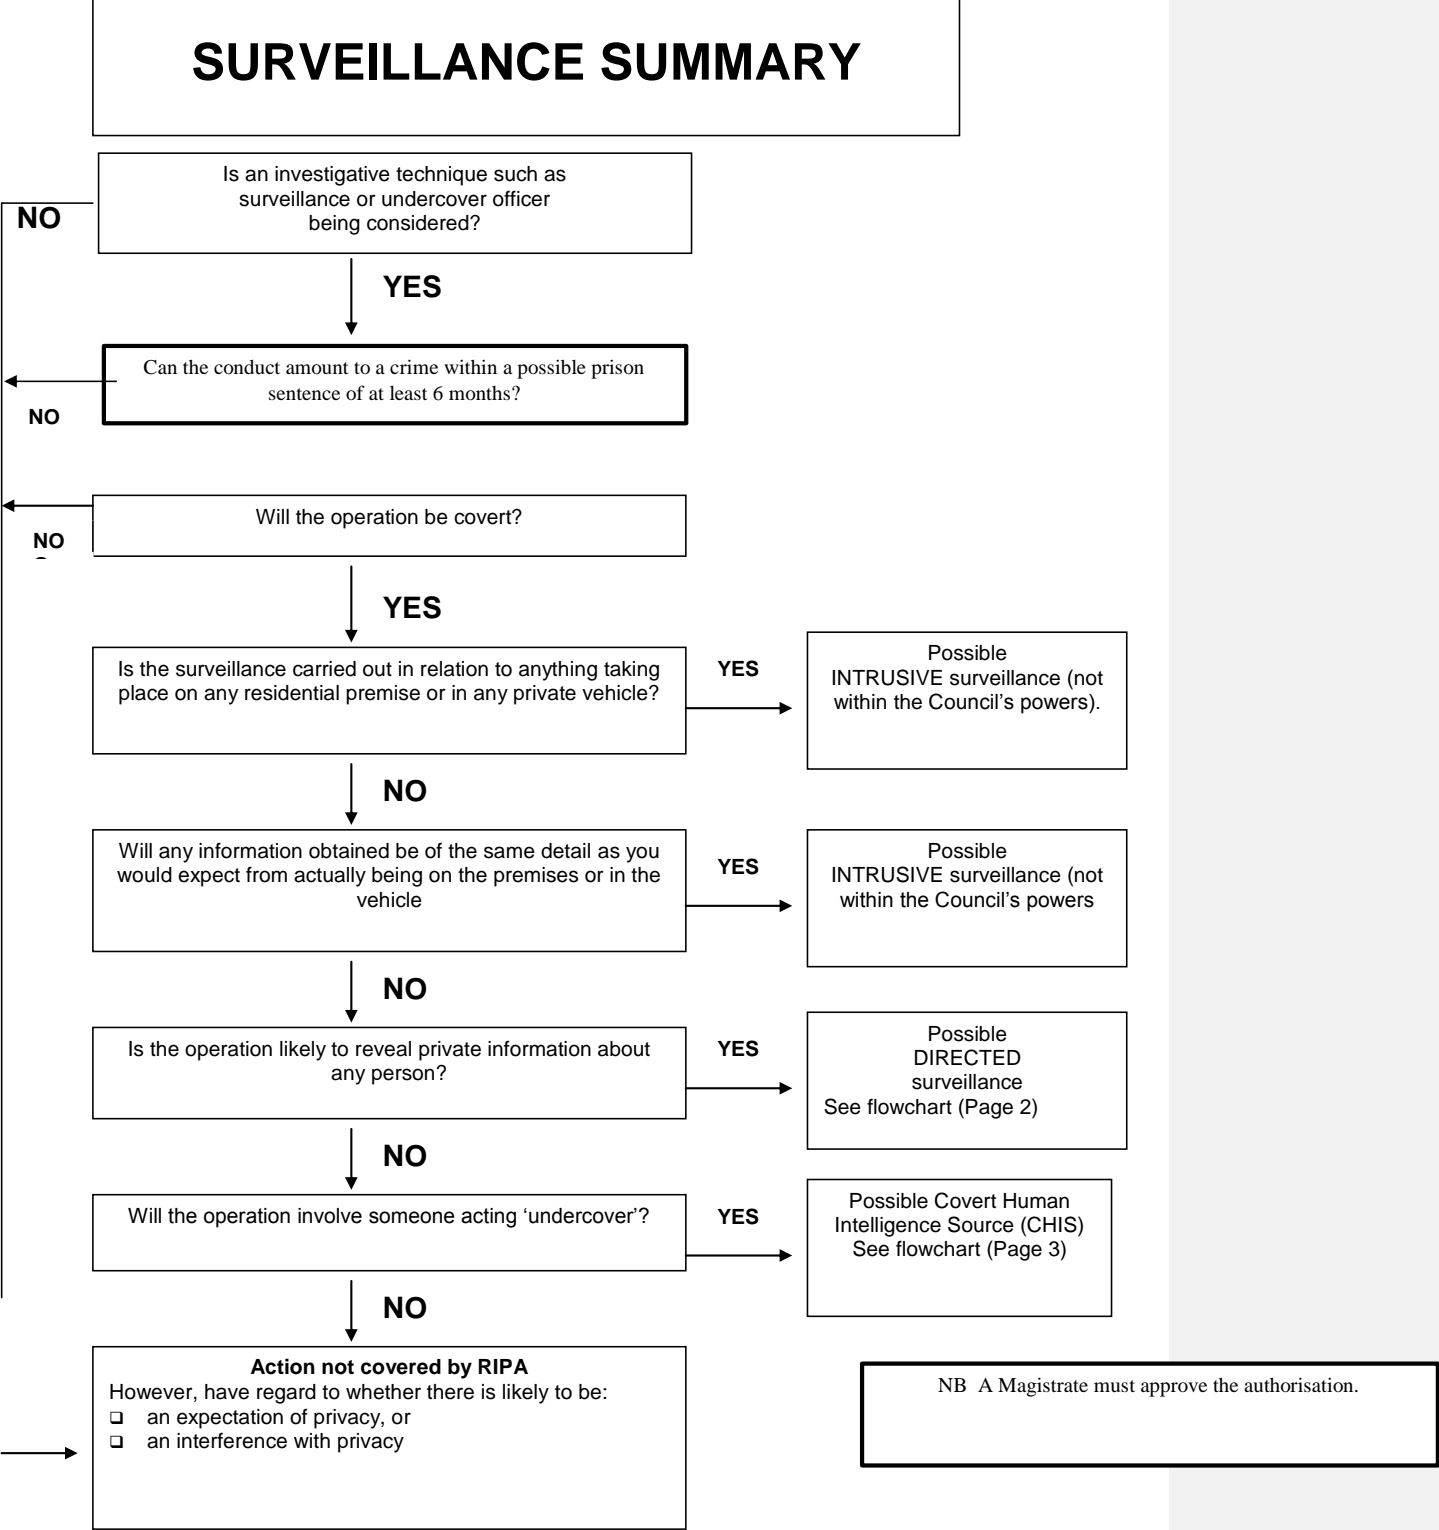 SURVEILLANCE SUMMARY
Is an investigative technique such as
surveillance or undercover officer
being considered?
NO
YES
Can the conduct amount to a crime within a possible prison
sentence of at least 6 months?
NO
Will the operation be covert?
NO
YES
Is the surveillance carried out in relation to anything taking
place on any residential premise or in any private vehicle?
YES
Possible
INTRUSIVE surveillance (not
within the Council's powers).
NO
Will any information obtained be of the same detail as you
would expect from actually being on the premises or in the
vehicle
YES
Possible
INTRUSIVE surveillance (not
within the Council's powers
NO
Is the operation likely to reveal private information about
any person?
YES
Possible
DIRECTED
surveillance
See flowchart (Page 2)
NO
Will the operation involve someone acting ‘undercover’?
YES
Possible Covert Human
Intelligence Source (CHIS)
See flowchart (Page 3)
NO
Action not covered by RIPA
However, have regard to whether there is likely to be:
❑ an expectation of privacy, or
❑ an interference with privacy
NB A Magistrate must approve the authorisation.